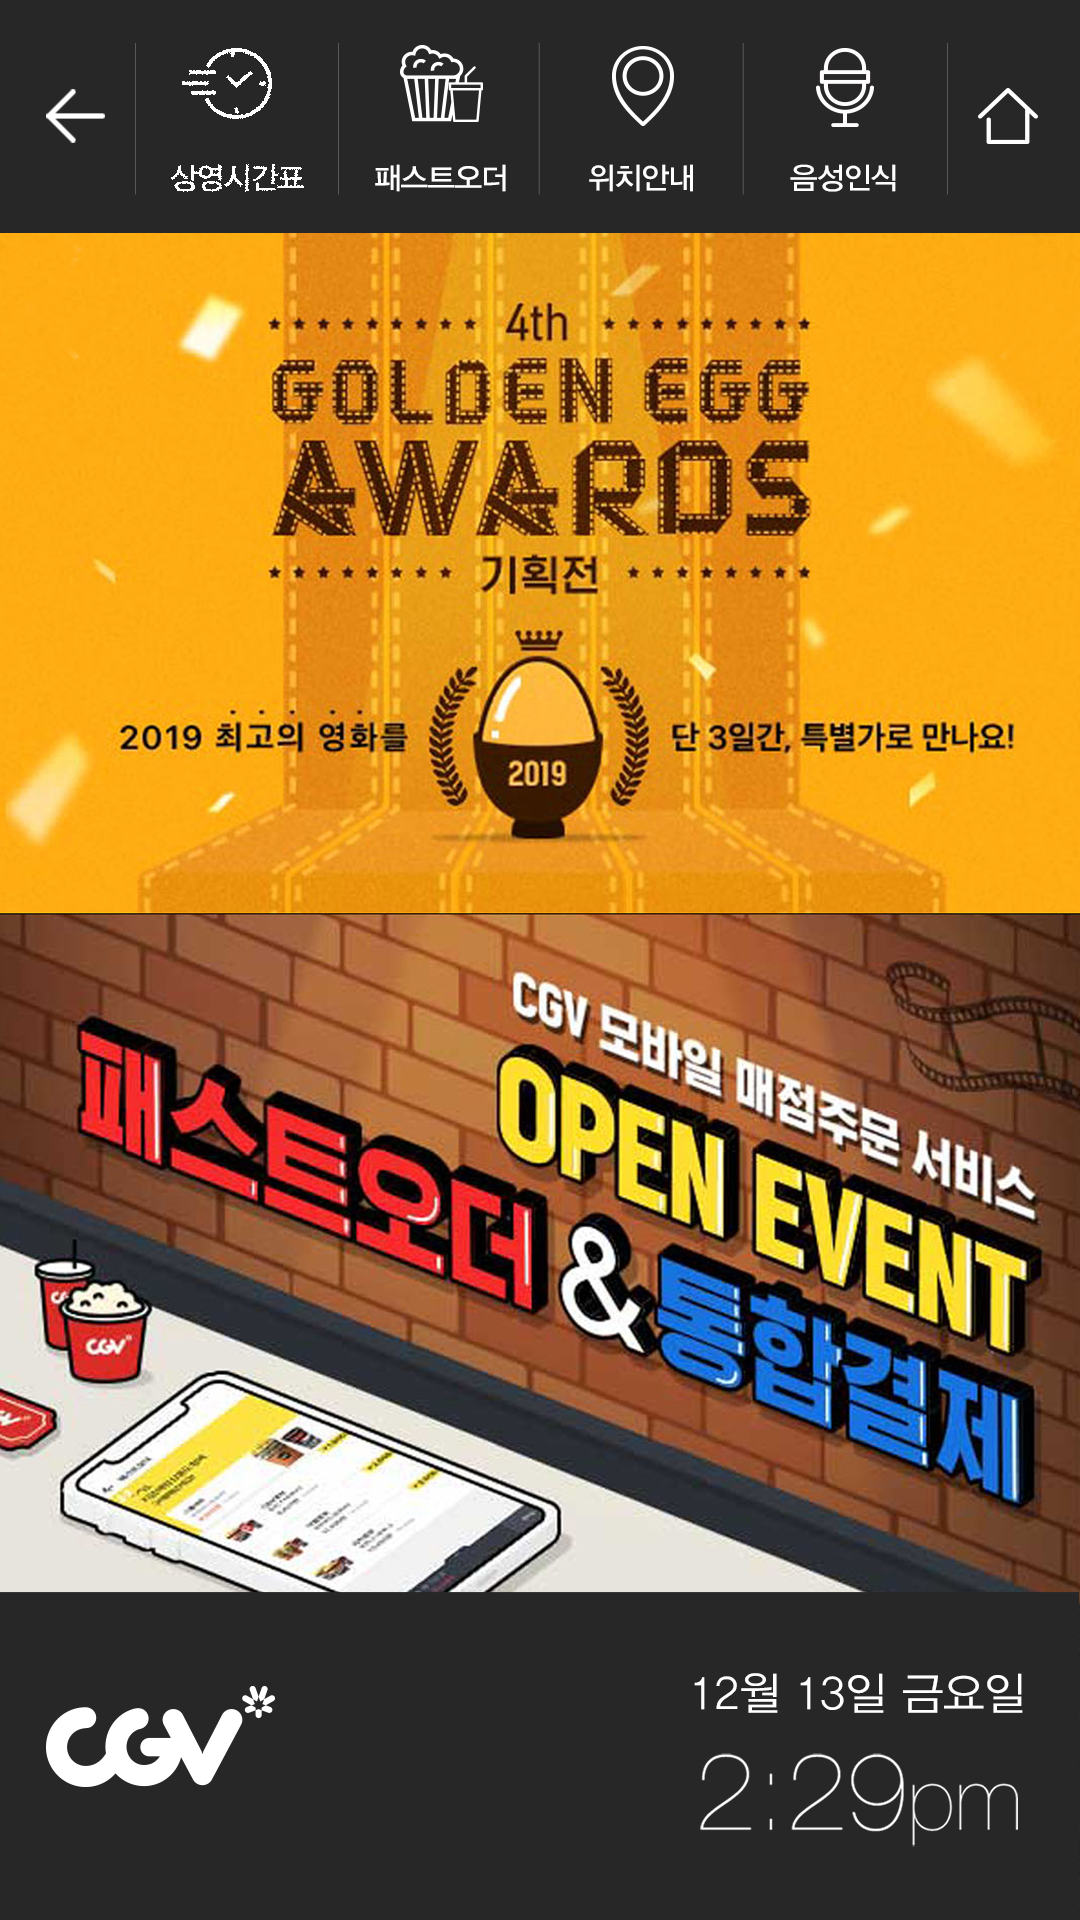 상영시간표
패스트오더
위치안내
음성인식
4th
GOLDEN EGG
AWARDS
기획전
2019 최고의 영화를
단 3일간, 특별가로 만나요!
2019
CGV 모바일 매점주문 서비스
OPEN EVENT
패스트오더
&통합결제
CGV
CGV
12월 13일 금요일
2:29pm